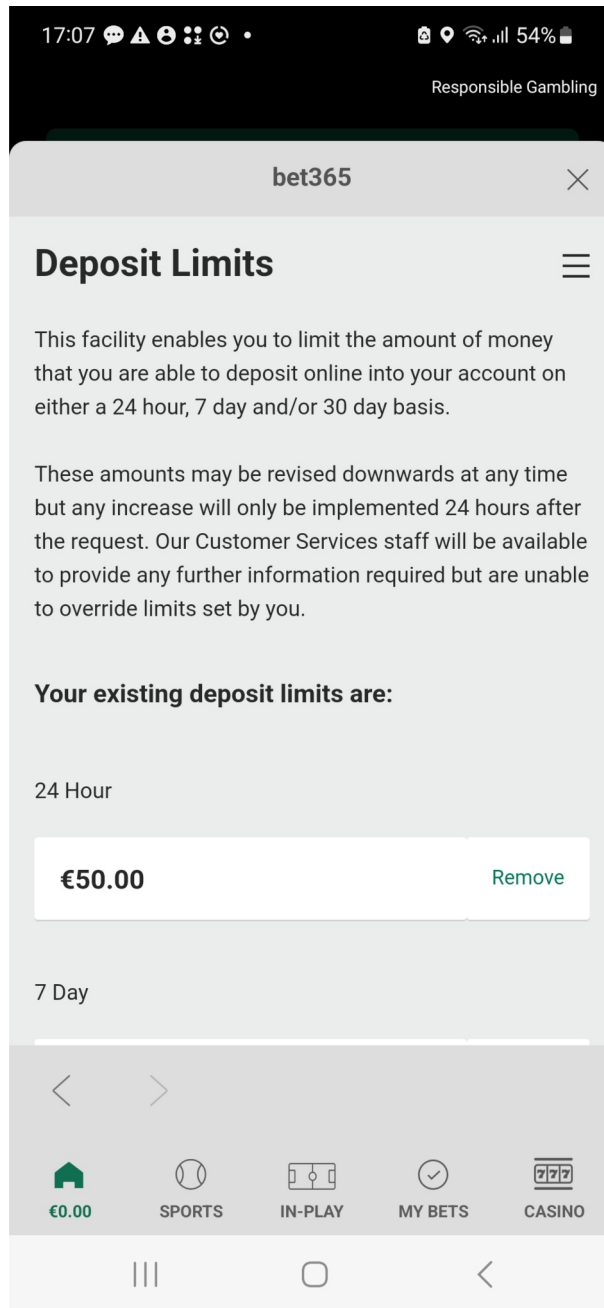 17:07 54%
Responsible Gambling
bet365
Deposit Limits
This facility enables you to limit the amount of money
that you are able to deposit online into your account on
either a 24 hour, 7 day and/or 30 day basis.
These amounts may be revised downwards at any time
but any increase will only be implemented 24 hours after
the request. Our Customer Services staff will be available
to provide any further information required but are unable
to override limits set by you.
Your existing deposit limits are:
24 Hour
€50.00 Remove
7 Day
€0.00 SPORTS IN-PLAY MY BETS 777 CASINO